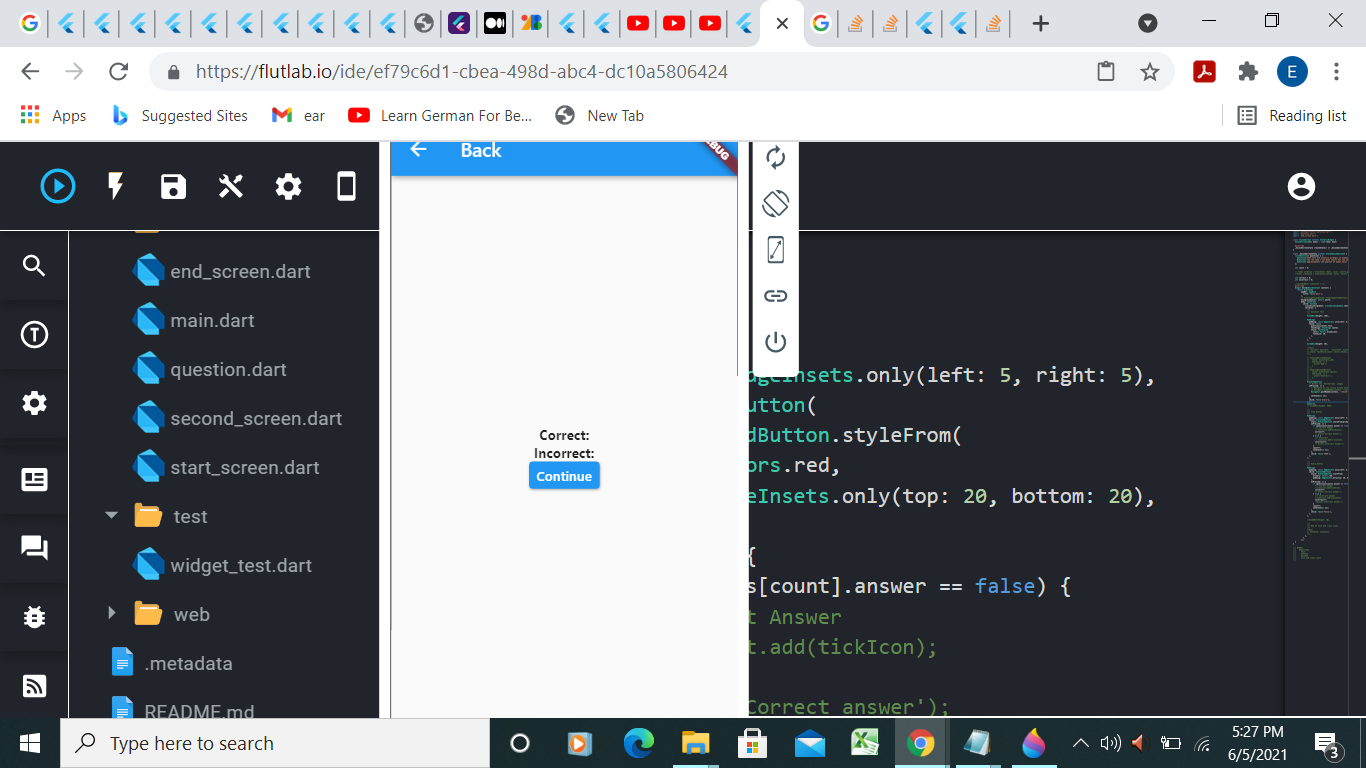 https://flutlab.io/ide/ef79c6d1-cbea-498d-abc4-dc10a5806424
E
Apps
Suggested Sites
ear
Learn German For Be...
New Tab
Reading list
Back
BUG
end_screen.dart
main.dart
question.dart
second_screen.dart
start_screen.dart
test
widget_test.dart
web
.metadata
README.md
Correct:
Incorrect:
Continue
dgeInsets.only(left: 5, right: 5),
utton(
dButton.styleFrom(
ors.red,
eInsets.only(top: 20, bottom: 20),
{
s[count].answer == false) {
t Answer
t.add(tickIcon);
Correct answer');
Type here to search
5:27 PM
6/5/2021
3